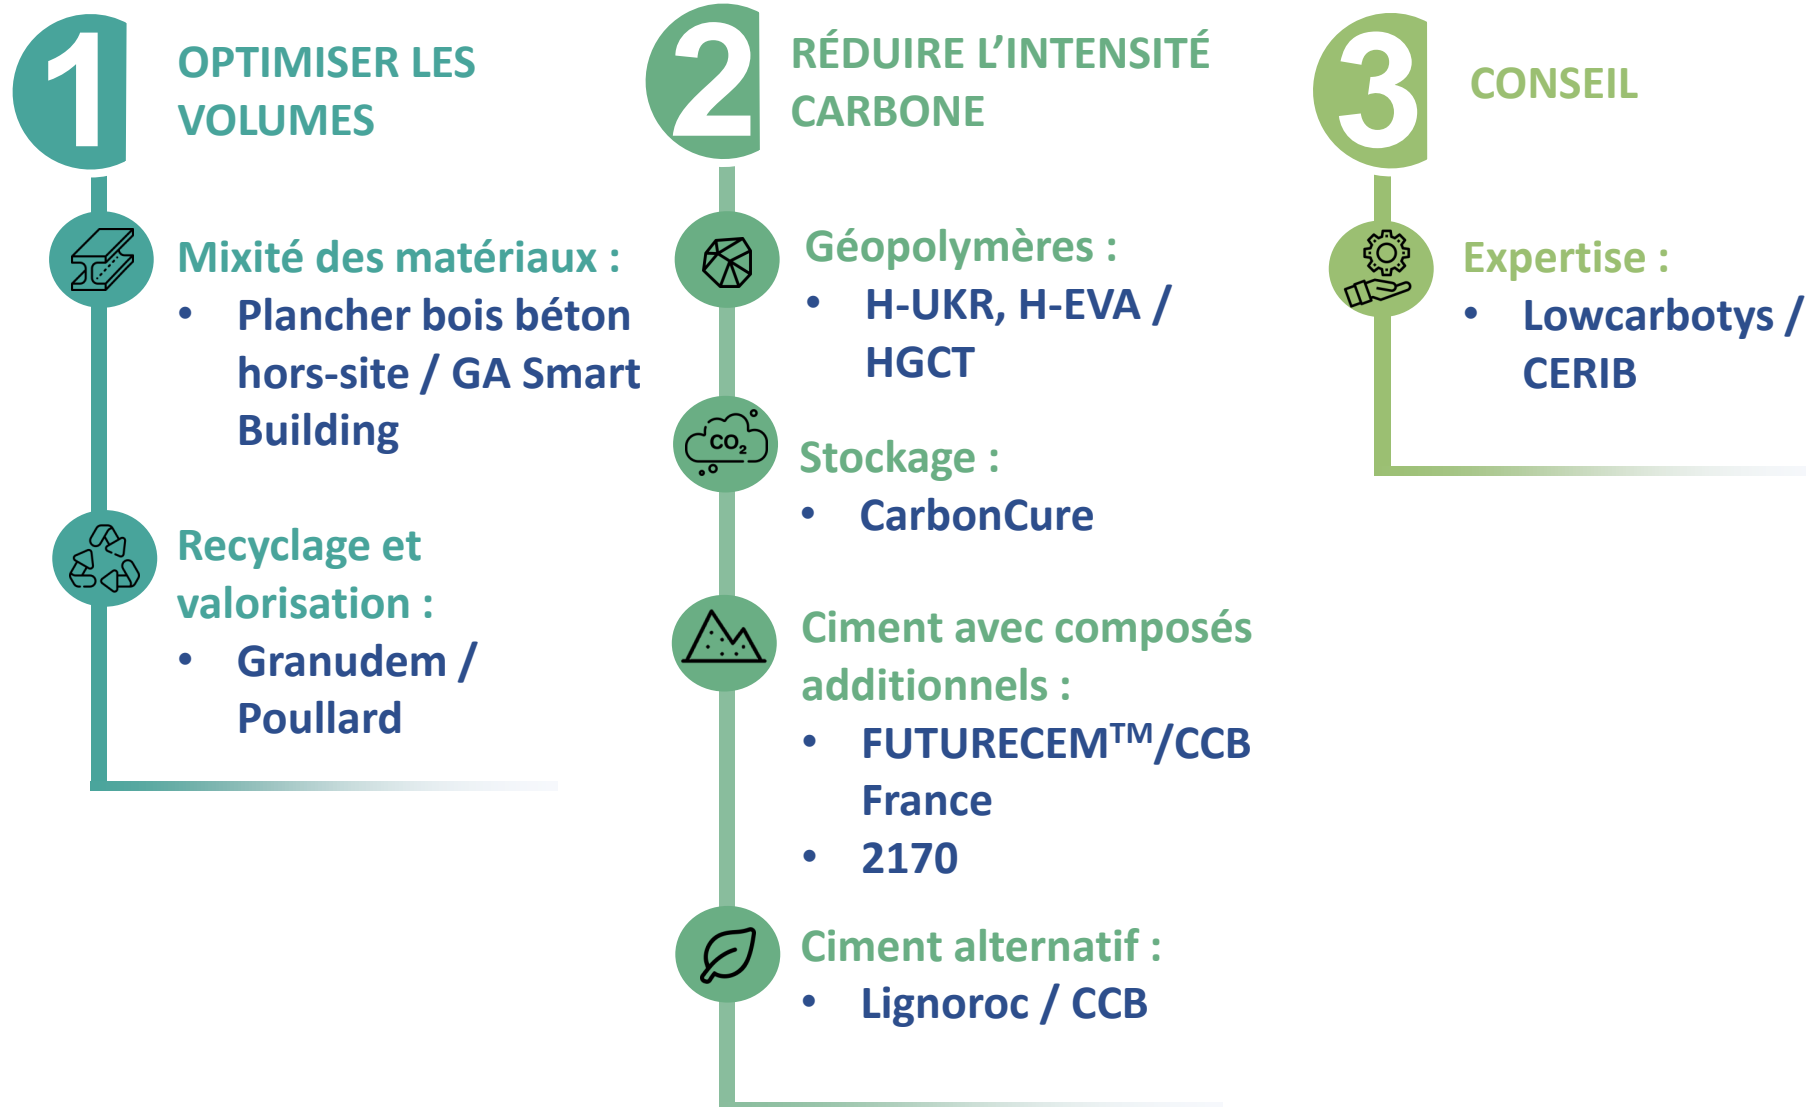 1
OPTIMISER LES
VOLUMES
Mixité des matériaux :
• Plancher bois béton
hors-site / GA Smart
Building
Recyclage et
valorisation :
• Granudem /
Poullard
2
RÉDUIRE L’INTENSITÉ
CARBONE
Géopolymères :
• H-UKR, H-EVA /
HGCT
CO₂
Stockage :
• CarbonCure
Ciment avec composés
additionnels :
• FUTURECEM™/CCB
France
• 2170
Ciment alternatif :
• Lignoroc / CCB
3
CONSEIL
Expertise :
• Lowcarbotys /
CERIB